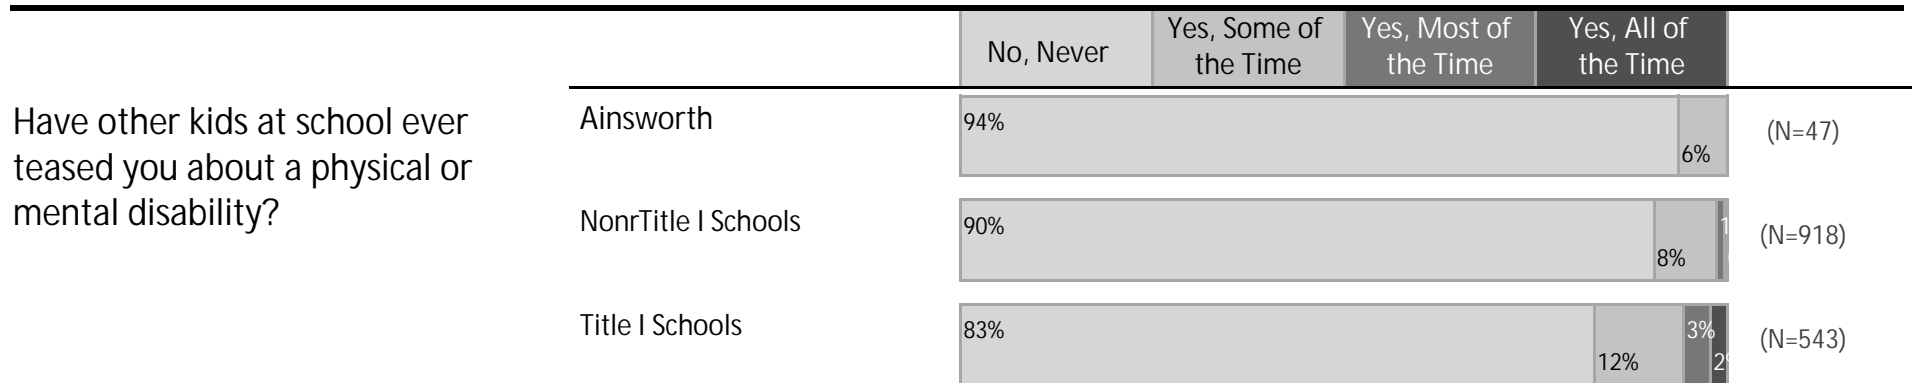 No, Never
Yes, Some of
the Time
Yes, Most of
the Time
Yes, All of
the Time
Have other kids at school ever
teased you about a physical or
mental disability?
Ainsworth
94%
6%
(N=47)
NonrTitle I Schools
90%
8%
1
(N=918)
Title I Schools
83%
12%
3%
2
(N=543)